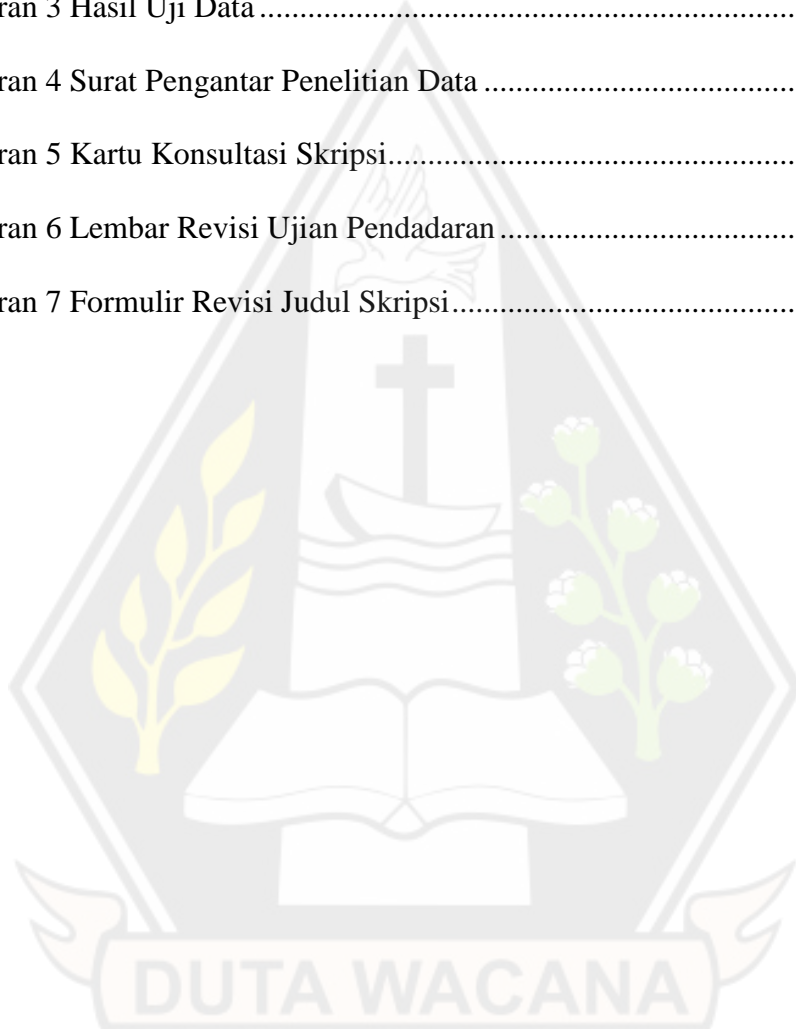 ran 3 Hasil Uji Data ...................................................................
ran 4 Surat Pengantar Penelitian Data .......................................
ran 5 Kartu Konsultasi Skripsi...................................................
ran 6 Lembar Revisi Ujian Pendadaran .....................................
ran 7 Formulir Revisi Judul Skripsi...........................................
DUTA WACANA